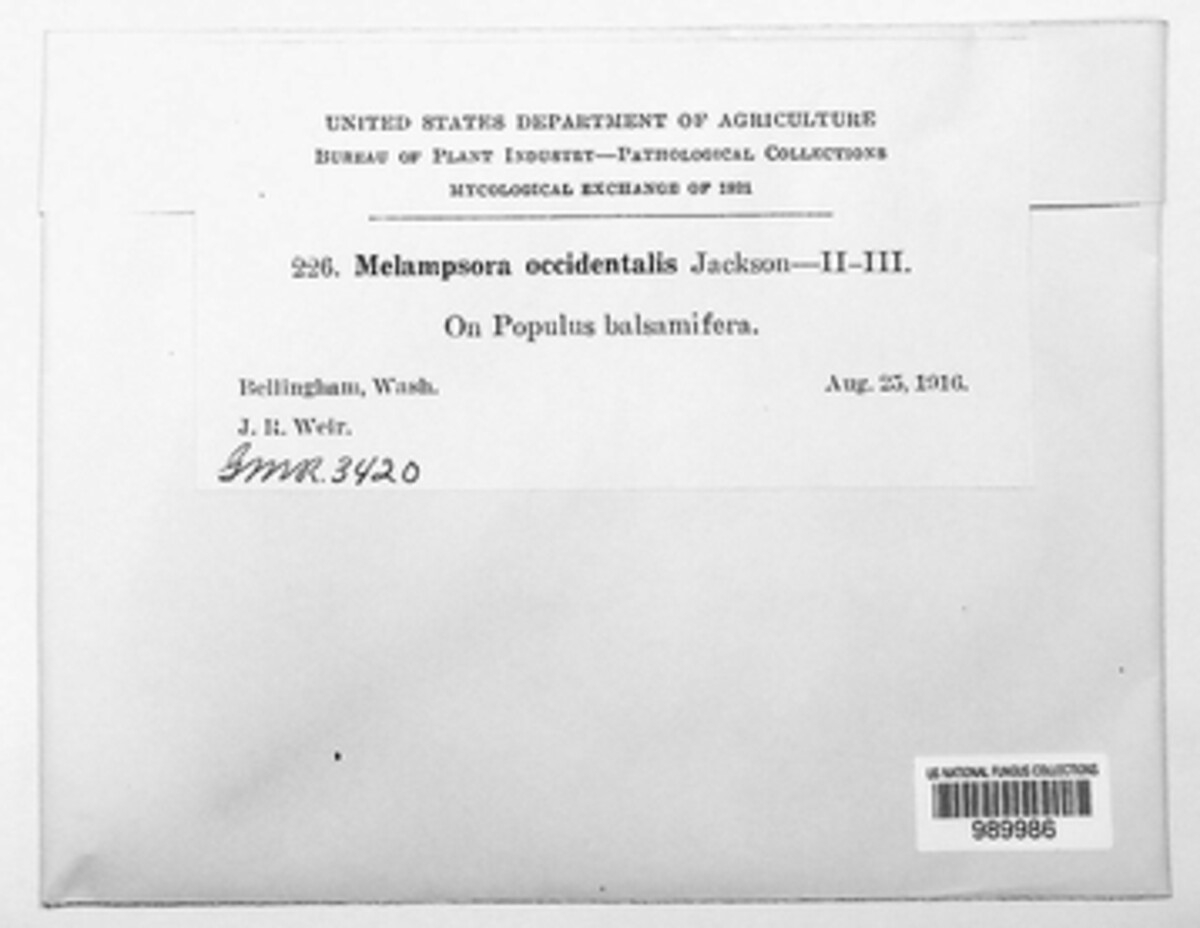 UNITED STATES DEPARTMENT OF AGRICULTURE
BUREAU OF PLANT INDUSTRY—PATHOLOGICAL COLLECTIONS
MYCOLOGICAL EXCHANGE OF 1921
226. Melampsora occidentalis Jackson—II–III.
On Populus balsamifera.
Bellingham, Wash. Aug. 25, 1916.
J. R. Weir.
3420
US NATIONAL FUNGUS COLLECTIONS
989986